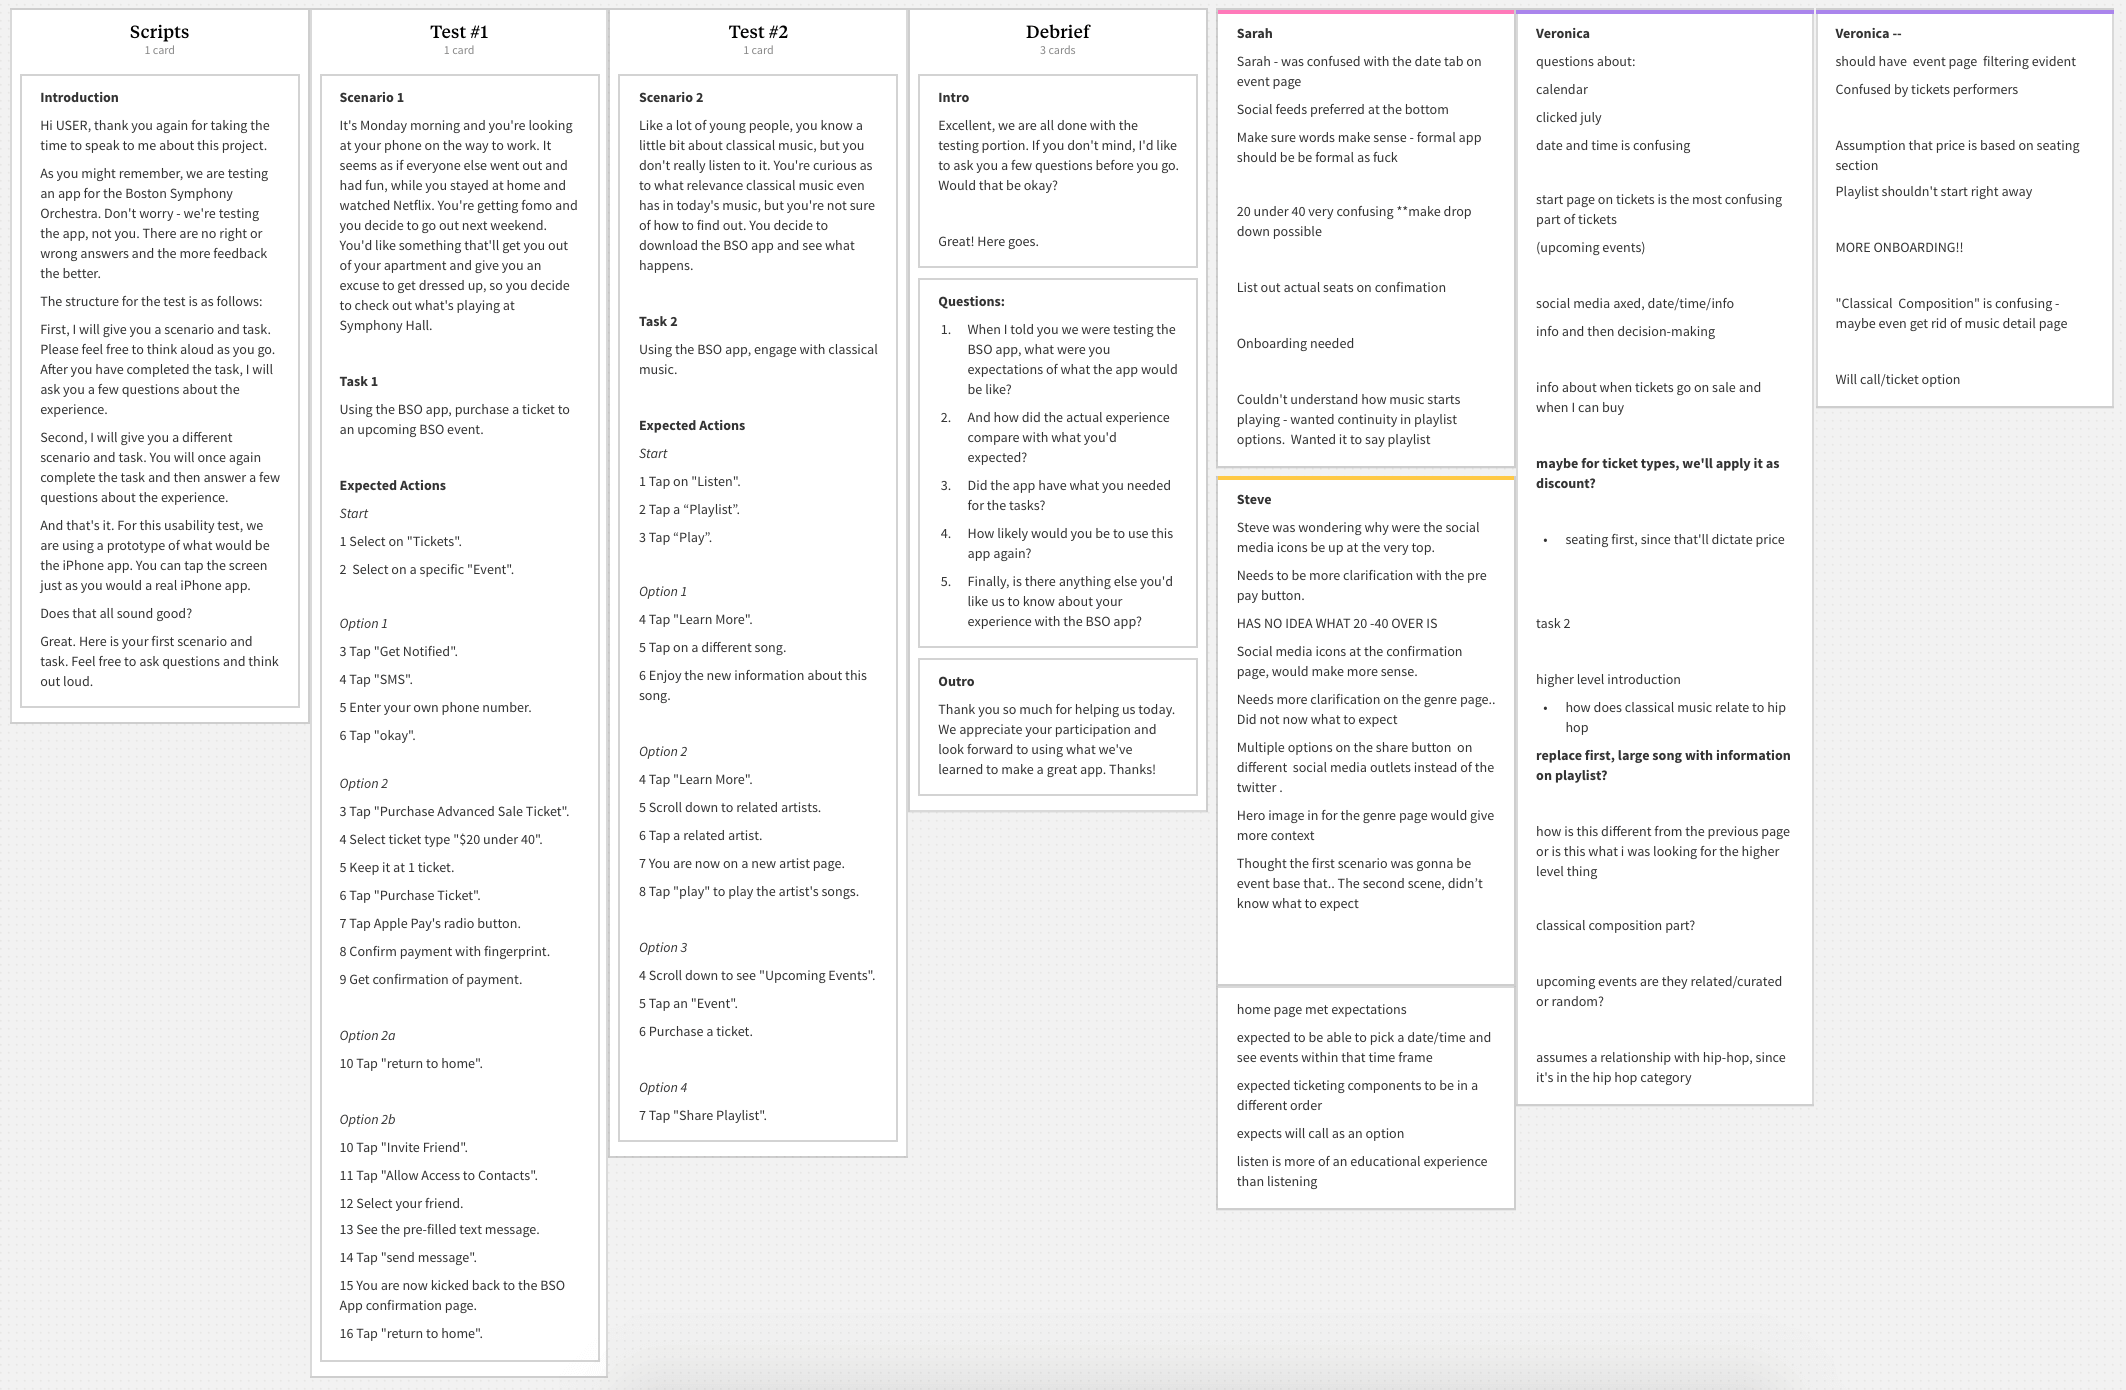 Scripts
1 card
Introduction
Hi USER, thank you again for taking the
time to speak to me about this project.
As you might remember, we are testing
an app for the Boston Symphony
Orchestra. Don't worry - we're testing
the app, not you. There are no right or
wrong answers and the more feedback
the better.
The structure for the test is as follows:
First, I will give you a scenario and task.
Please feel free to think aloud as you go.
After you have completed the task, I will
ask you a few questions about the
experience.
Second, I will give you a different
scenario and task. You will once again
complete the task and then answer a few
questions about the experience.
And that's it. For this usability test, we
are using a prototype of what would be
the iPhone app. You can tap the screen
just as you would a real iPhone app.
Does that all sound good?
Great. Here is your first scenario and
task. Feel free to ask questions and think
out loud.
Test #1
1 card
Scenario 1
It's Monday morning and you're looking
at your phone on the way to work. It
seems as if everyone else went out and
had fun, while you stayed at home and
watched Netflix. You're getting fomo and
you decide to go out next weekend.
You'd like something that'll get you out
of your apartment and give you an
excuse to get dressed up, so you decide
to check out what's playing at
Symphony Hall.
Task 1
Using the BSO app, purchase a ticket to
an upcoming BSO event.
Expected Actions
Start
1 Select on "Tickets".
2  Select on a specific "Event".
Option 1
3 Tap "Get Notified".
4 Tap "SMS".
5 Enter your own phone number.
6 Tap "okay".
Option 2
3 Tap "Purchase Advanced Sale Ticket".
4 Select ticket type "$20 under 40".
5 Keep it at 1 ticket.
6 Tap "Purchase Ticket".
7 Tap Apple Pay's radio button.
8 Confirm payment with fingerprint.
9 Get confirmation of payment.
Option 2a
10 Tap "return to home".
Option 2b
10 Tap "Invite Friend".
11 Tap "Allow Access to Contacts".
12 Select your friend.
13 See the pre-filled text message.
14 Tap "send message".
15 You are now kicked back to the BSO
App confirmation page.
16 Tap "return to home".
Test #2
1 card
Scenario 2
Like a lot of young people, you know a
little bit about classical music, but you
don't really listen to it. You're curious as
to what relevance classical music even
has in today's music, but you're not sure
of how to find out. You decide to
download the BSO app and see what
happens.
Task 2
Using the BSO app, engage with classical
music.
Expected Actions
Start
1 Tap on "Listen".
2 Tap a “Playlist”.
3 Tap “Play”.
Option 1
4 Tap "Learn More".
5 Tap on a different song.
6 Enjoy the new information about this
song.
Option 2
4 Tap "Learn More".
5 Scroll down to related artists.
6 Tap a related artist.
7 You are now on a new artist page.
8 Tap "play" to play the artist's songs.
Option 3
4 Scroll down to see "Upcoming Events".
5 Tap an "Event".
6 Purchase a ticket.
Option 4
7 Tap "Share Playlist".
Debrief
3 cards
Intro
Excellent, we are all done with the
testing portion. If you don't mind, I'd like
to ask you a few questions before you go.
Would that be okay?
Great! Here goes.
Questions:
1. When I told you we were testing the
BSO app, what were you
expectations of what the app would
be like?
2. And how did the actual experience
compare with what you'd
expected?
3. Did the app have what you needed
for the tasks?
4. How likely would you be to use this
app again?
5. Finally, is there anything else you'd
like us to know about your
experience with the BSO app?
Outro
Thank you so much for helping us today.
We appreciate your participation and
look forward to using what we've
learned to make a great app. Thanks!
Sarah
Sarah - was confused with the date tab on
event page
Social feeds preferred at the bottom
Make sure words make sense - formal app
should be be formal as fuck
20 under 40 very confusing **make drop
down possible
List out actual seats on confimation
Onboarding needed
Couldn't understand how music starts
playing - wanted continuity in playlist
options.  Wanted it to say playlist
Steve
Steve was wondering why were the social
media icons be up at the very top.
Needs to be more clarification with the pre
pay button.
HAS NO IDEA WHAT 20 -40 OVER IS
Social media icons at the confirmation
page, would make more sense.
Needs more clarification on the genre page..
Did not now what to expect
Multiple options on the share button  on
different  social media outlets instead of the
twitter .
Hero image in for the genre page would give
more context
Thought the first scenario was gonna be
event base that.. The second scene, didn't
know what to expect
home page met expectations
expected to be able to pick a date/time and
see events within that time frame
expected ticketing components to be in a
different order
expects will call as an option
listen is more of an educational experience
than listening
Veronica
questions about:
calendar
clicked july
date and time is confusing
start page on tickets is the most confusing
part of tickets
(upcoming events)
social media axed, date/time/info
info and then decision-making
info about when tickets go on sale and
when I can buy
maybe for ticket types, we'll apply it as
discount?
• seating first, since that'll dictate price
task 2
higher level introduction
• how does classical music relate to hip
hop
replace first, large song with information
on playlist?
how is this different from the previous page
or is this what i was looking for the higher
level thing
classical composition part?
upcoming events are they related/curated
or random?
assumes a relationship with hip-hop, since
it's in the hip hop category
Veronica --
should have  event page  filtering evident
Confused by tickets performers
Assumption that price is based on seating
section
Playlist shouldn't start right away
MORE ONBOARDING!!
"Classical  Composition" is confusing -
maybe even get rid of music detail page
Will call/ticket option